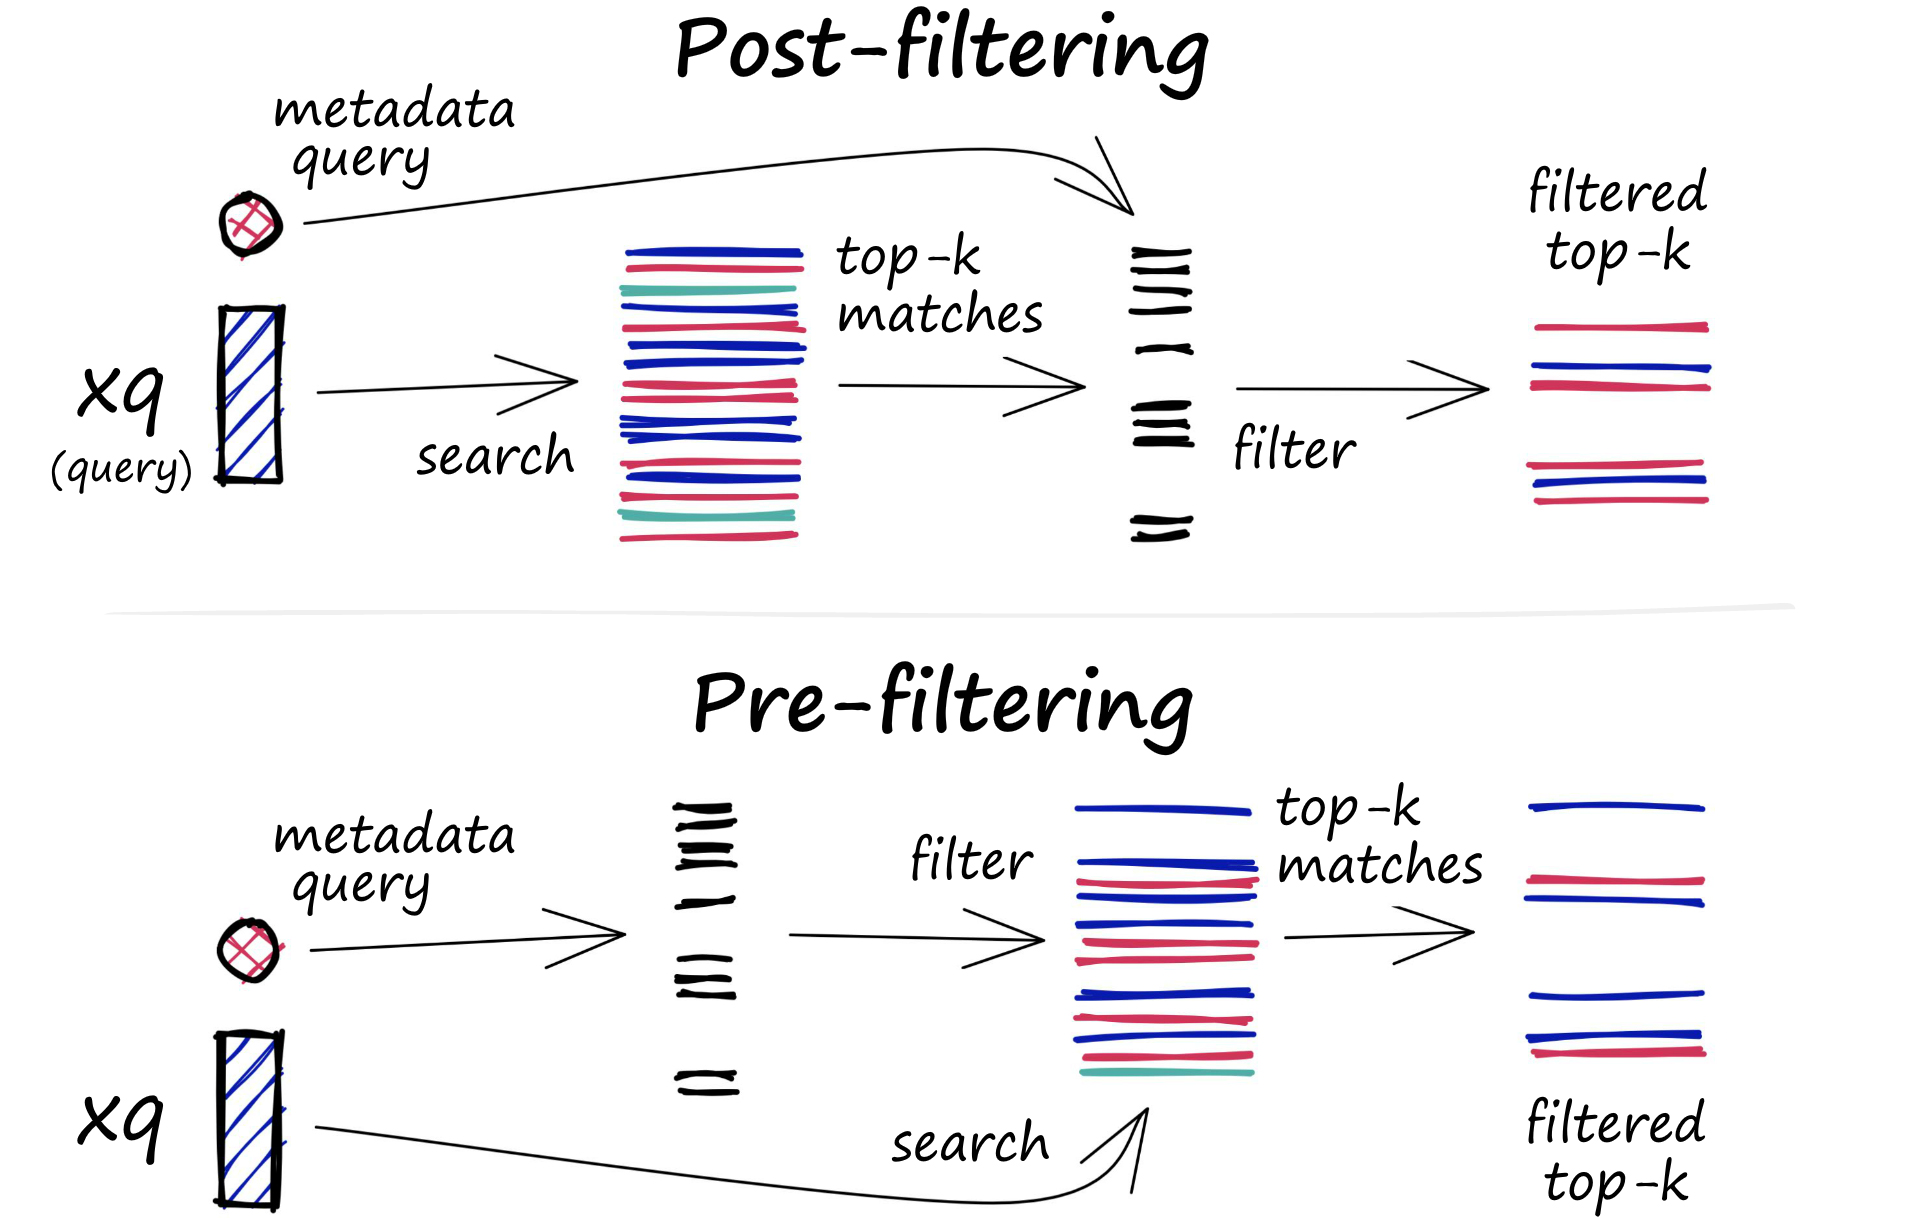 Post-filtering
metadata
query
filtered
top-k
top-k
matches
xq
(query)
search
filter
Pre-filtering
metadata
query
filter
top-k
matches
xq
search
filtered
top-k